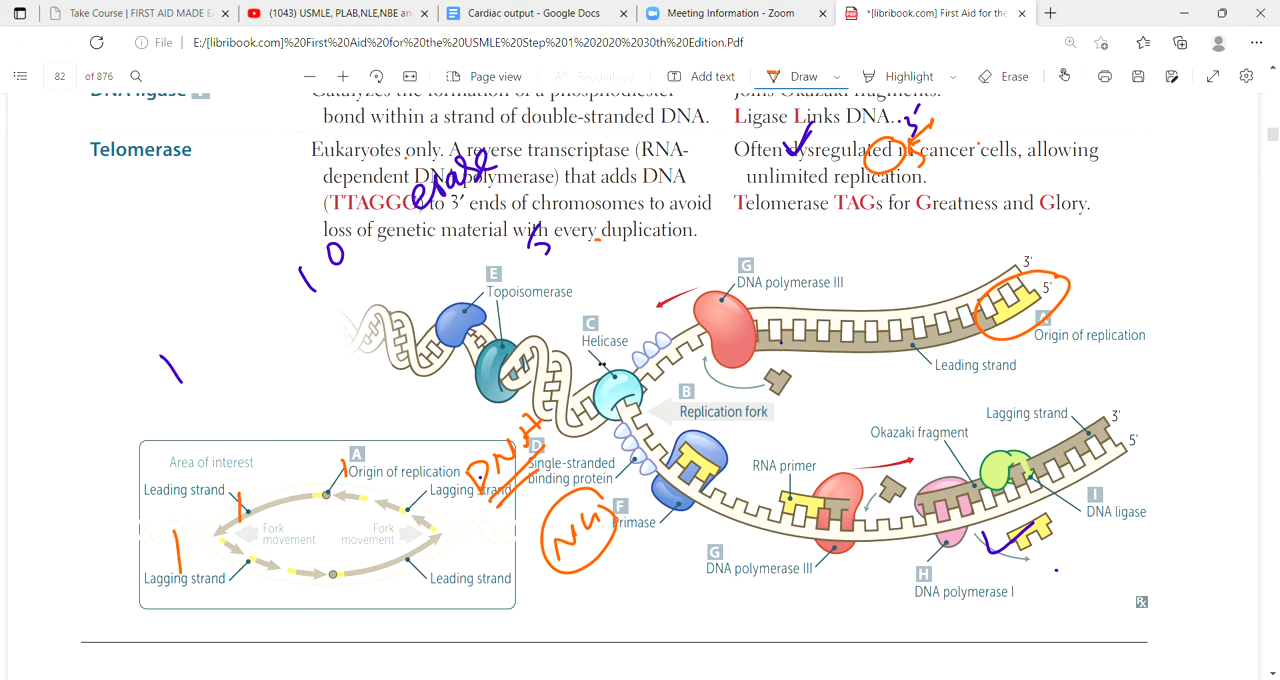 Take Course | FIRST AID MADE E
(1043) USMLE, PLAB,NLE,NBE an
Cardiac output - Google Docs
Meeting Information - Zoom
*[libribook.com] First Aid for the
File
E:/[libribook.com]%20First%20Aid%20for%20the%20USMLE%20Step%201%202020%2030th%20Edition.Pdf
82 of 876
Page view
Read aloud
Add text
Draw
Highlight
Erase
DNA ligase
Catalyzes the formation of a phosphodiester
bond within a strand of double-stranded DNA.
Joins Okazaki fragments.
Ligase Links DNA.
3'
Telomerase
Eukaryotes only. A reverse transcriptase (RNA-
dependent DNA polymerase) that adds DNA
(TTAGGG) to 3′ ends of chromosomes to avoid
loss of genetic material with every duplication.
Often dysregulated in cancer cells, allowing
unlimited replication.
Telomerase TAGs for Greatness and Glory.
erase
E
Topoisomerase
C
Helicase
G
DNA polymerase III
3'
5'
A
Origin of replication
Leading strand
B
Replication fork
D
Single-stranded
binding protein
F
Primase
RNA primer
G
DNA polymerase III
Okazaki fragment
Lagging strand
3'
5'
I
DNA ligase
H
DNA polymerase I
Area of interest
A
Origin of replication
Leading strand
Lagging strand
Fork
movement
Fork
movement
Lagging strand
Leading strand
Rx